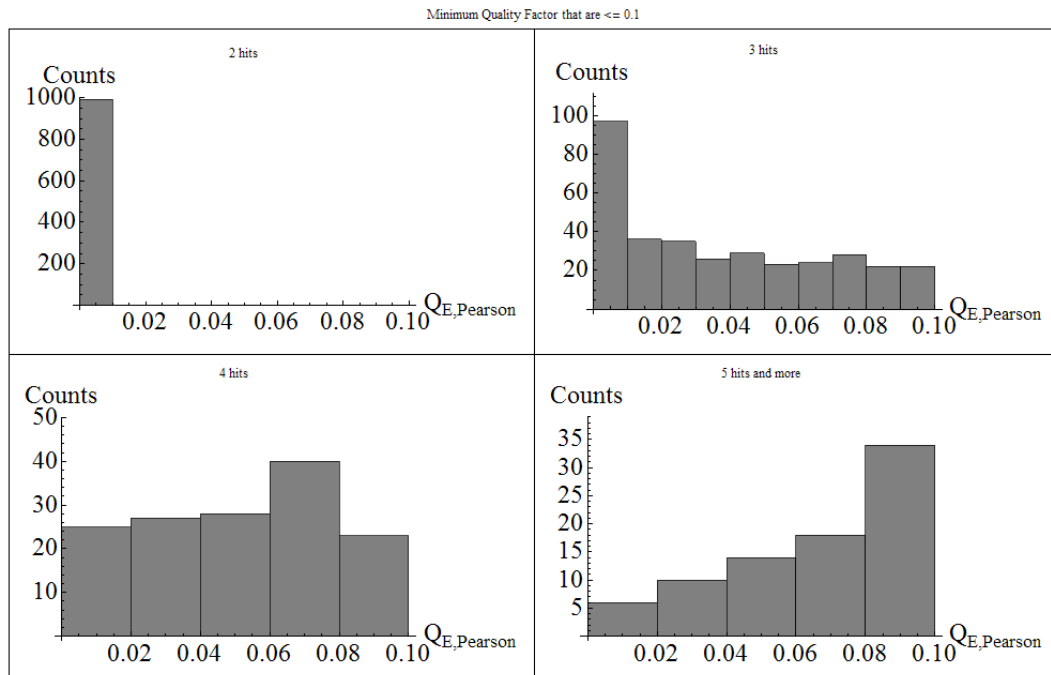 Minimum Quality Factor that are <= 0.1
2 hits
Counts
1000
800
600
400
200
0.02 0.04 0.06 0.08 0.10
Q_E,Pearson
3 hits
Counts
100
80
60
40
20
0.02 0.04 0.06 0.08 0.10
Q_E,Pearson
4 hits
Counts
50
40
30
20
10
0.02 0.04 0.06 0.08 0.10
Q_E,Pearson
5 hits and more
Counts
35
30
25
20
15
10
5
0.02 0.04 0.06 0.08 0.10
Q_E,Pearson